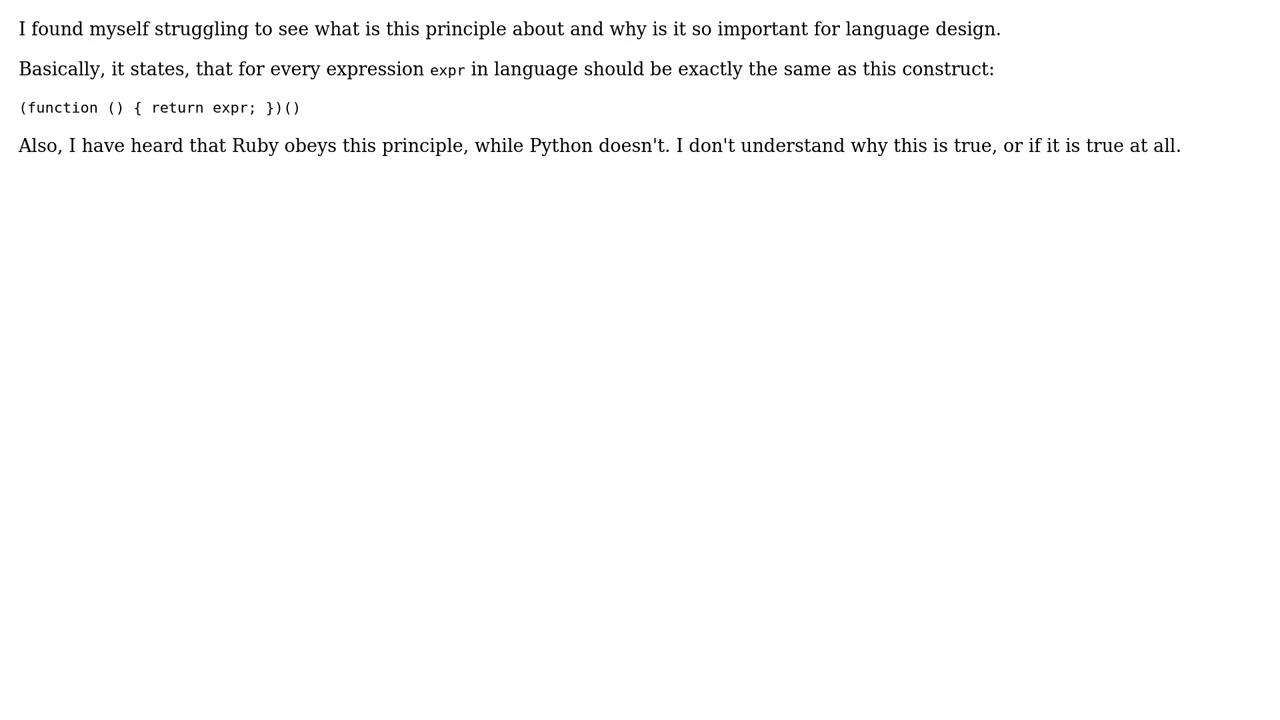 I found myself struggling to see what is this principle about and why is it so important for language design.
Basically, it states, that for every expression expr in language should be exactly the same as this construct:
(function () { return expr; })()
Also, I have heard that Ruby obeys this principle, while Python doesn't. I don't understand why this is true, or if it is true at all.